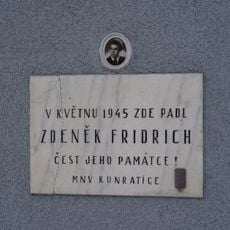 V KVĚTNU 1945 ZDE PADL
ZDENĚK FRIDRICH
ČEST JEHO PAMÁTCE!
MNV KUNRATICE